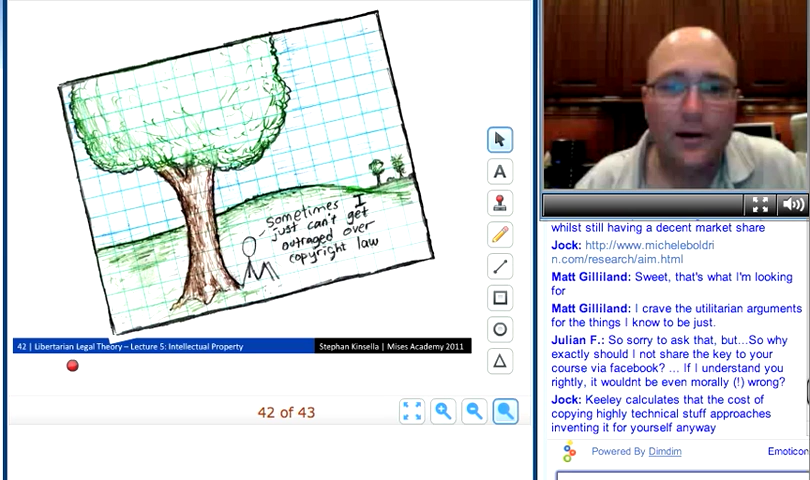 Sometimes I
just can't get
outraged over
copyright law
42 | Libertarian Legal Theory – Lecture 5: Intellectual Property
Stephan Kinsella | Mises Academy 2011
A
42 of 43
whilst still having a decent market
share
Jock: http://www.micheleboldri
n.com/research/aim.html
Matt Gilliland: Sweet, that's what I'm looking
for
Matt Gilliland: I crave the utilitarian arguments
for the things I know to be just.
Julian F.: So sorry to ask that, but...So why
exactly should I not share the key to your
course via facebook? ... If I understand you
rightly, it wouldnt be even morally (!) wrong?
Jock: Keeley calculates that the cost of
copying highly technical stuff approaches
inventing it for yourself anyway
Powered By Dimdim
Emoticon